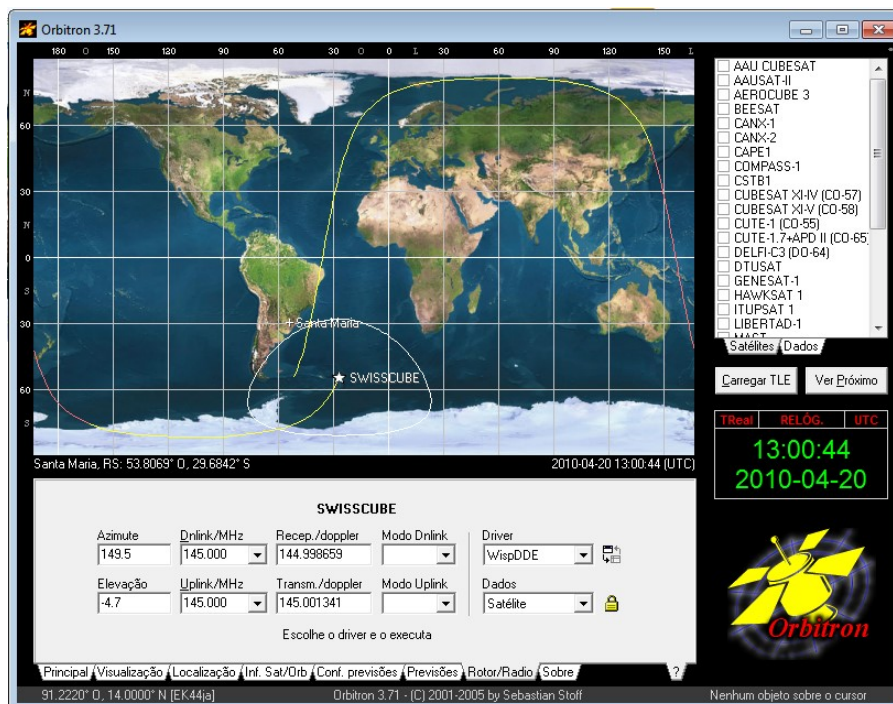 Orbitron 3.71
180 O 150 120 90 60 30 O 0 L 30 60 90 120 150 L
N
60
30
N
0
S
30
60
S
Santa Maria
SWISSCUBE
Santa Maria, RS: 53.8069° O, 29.6842° S 2010-04-20 13:00:44 (UTC)
AAU CUBESAT
AAUSAT-II
AEROCUBE 3
BEESAT
CANX-1
CANX-2
CAPE1
COMPASS-1
CSTB1
CUBESAT XI-IV (CO-57)
CUBESAT XI-V (CO-58)
CUTE-1 (CO-55)
CUTE-1.7+APD II (CO-65)
DELFI-C3 (DO-64)
DTUSAT
GENESAT-1
HAWKSAT 1
ITUPSAT 1
LIBERTAD-1
MAST
Satélites Dados
Carregar TLE Ver Próximo
TReal RELÓG. UTC
13:00:44
2010-04-20
Orbitron
SWISSCUBE
Azimute Dnlink/MHz Recep./doppler Modo Dnlink Driver
149.5 145.000 144.998659 WispDDE
Elevação Uplink/MHz Transm./doppler Modo Uplink Dados
-4.7 145.000 145.001341 Satélite
Escolhe o driver e o executa
Principal Visualização Localização Inf. Sat/Orb Conf. previsões Previsões Rotor/Radio Sobre ?
91.2220° O, 14.0000° N [EK44ja] Orbitron 3.71 - (C) 2001-2005 by Sebastian Stoff Nenhum objeto sobre o cursor